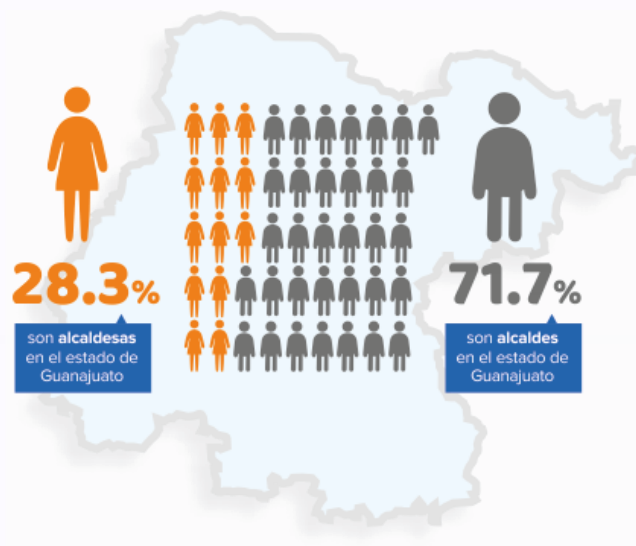 28.3%
son alcaldesas
en el estado de
Guanajuato
71.7%
son alcaldes
en el estado de
Guanajuato